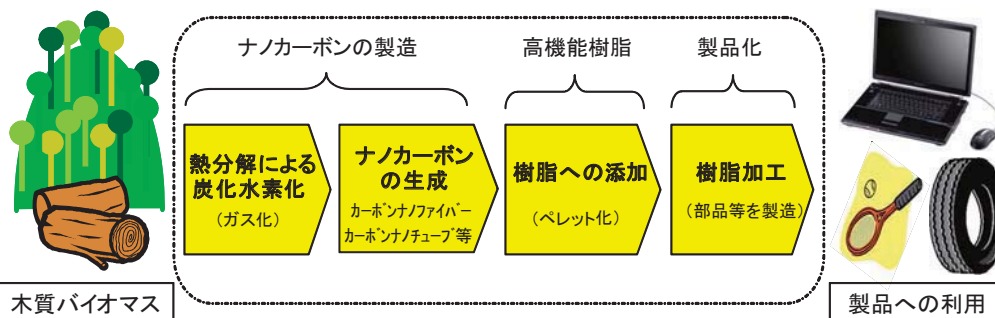 ナノカーボンの製造
高機能樹脂
製品化
熱分解による
炭化水素化
(ガス化)
ナノカーボン
の生成
カーボンナノファイバー
カーボンナノチューブ等
樹脂への添加
(ペレット化)
樹脂加工
(部品等を製造)
木質バイオマス
製品への利用